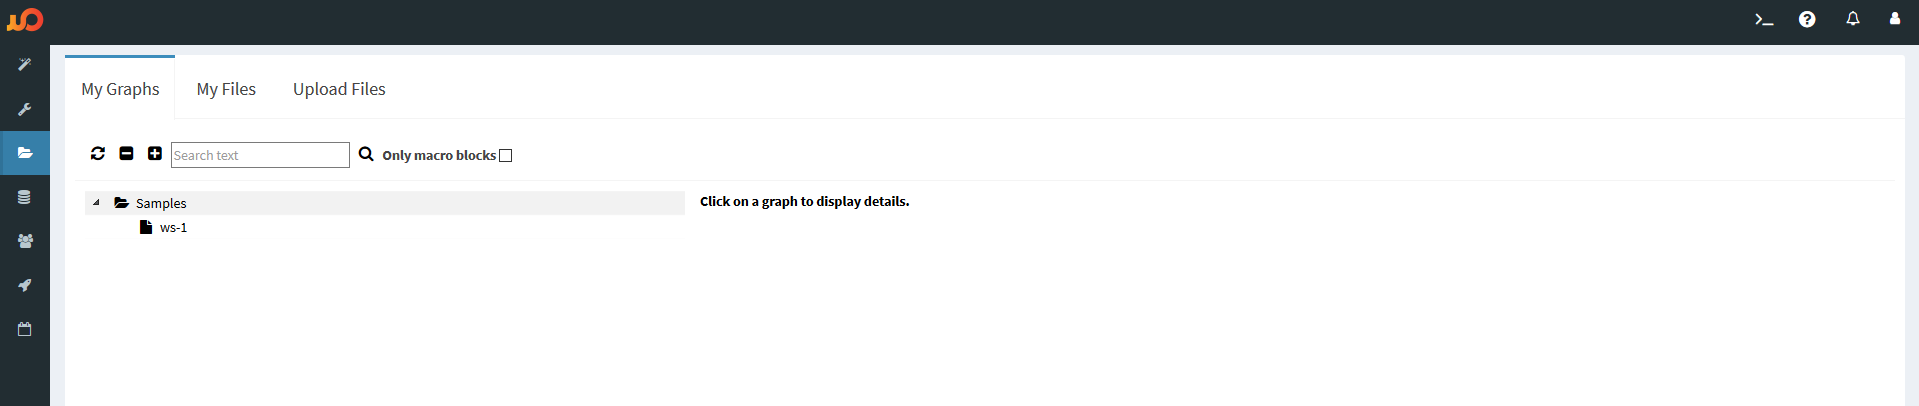 My Graphs My Files Upload Files
Search text Only macro blocks
Samples Click on a graph to display details.
ws-1